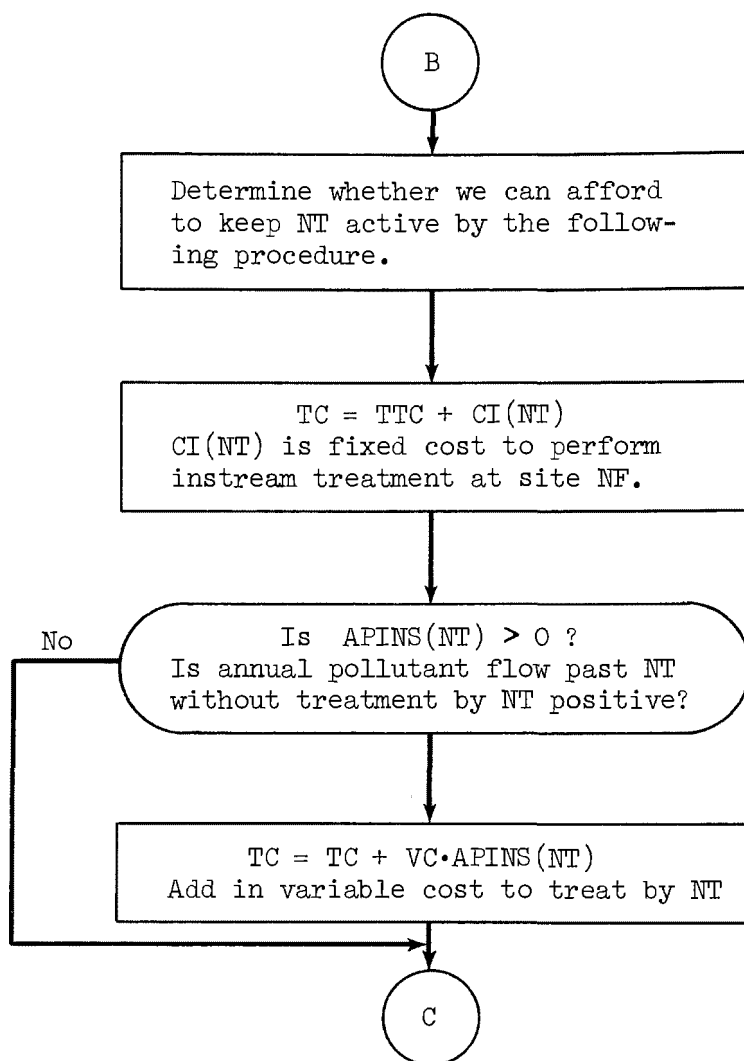 B
Determine whether we can afford
to keep NT active by the follow-
ing procedure.
TC = TTC + CI(NT)
CI(NT) is fixed cost to perform
instream treatment at site NF.
No
Is APINS(NT) > 0 ?
Is annual pollutant flow past NT
without treatment by NT positive?
TC = TC + VC•APINS(NT)
Add in variable cost to treat by NT
C